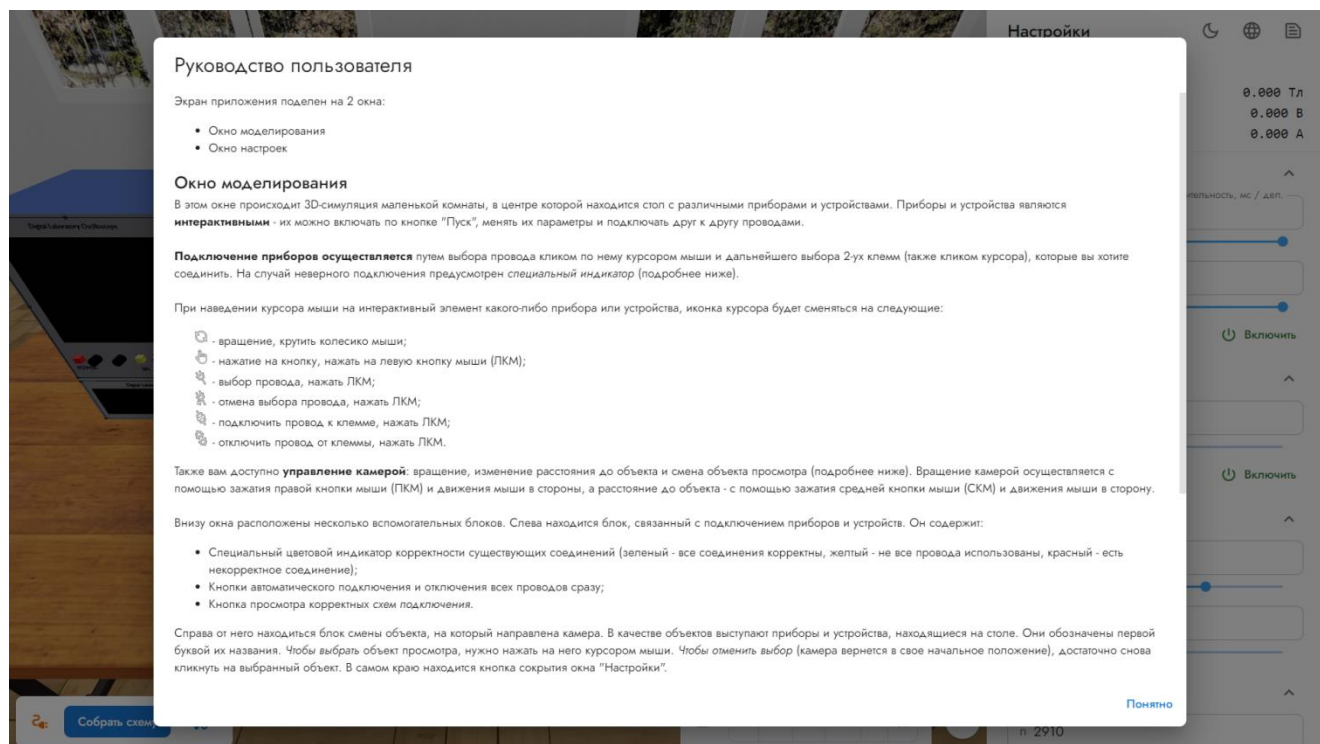 Настройки
Руководство пользователя
Экран приложения поделен на 2 окна:
• Окно моделирования
• Окно настроек
Окно моделирования
В этом окне происходит 3D-симуляция маленькой комнаты, в центре которой находится стол с различными приборами и устройствами. Приборы и устройства являются
интерактивными - их можно включать по кнопке "Пуск", менять их параметры и подключать друг к другу проводами.
Подключение приборов осуществляется путем выбора провода кликом по нему курсором мыши и дальнейшего выбора 2-ух клемм (также кликом курсора), которые вы хотите
соединить. На случай неверного подключения предусмотрен специальный индикатор (подробнее ниже).
При наведении курсора мыши на интерактивный элемент какого-либо прибора или устройства, иконка курсора будет сменяться на следующие:
- вращение, крутить колесико мыши;
- нажатие на кнопку, нажать на левую кнопку мыши (ЛКМ);
- выбор провода, нажать ЛКМ;
- отмена выбора провода, нажать ЛКМ;
- подключить провод к клемме, нажать ЛКМ;
- отключить провод от клеммы, нажать ЛКМ.
Также вам доступно управление камерой: вращение, изменение расстояния до объекта и смена объекта просмотра (подробнее ниже). Вращение камерой осуществляется с
помощью зажатия правой кнопки мыши (ПКМ) и движения мыши в стороны, а расстояние до объекта - с помощью зажатия средней кнопки мыши (СКМ) и движения мыши в сторону.
Внизу окна расположены несколько вспомогательных блоков. Слева находится блок, связанный с подключением приборов и устройств. Он содержит:
• Специальный цветовой индикатор корректности существующих соединений (зеленый - все соединения корректны, желтый - не все провода использованы, красный - есть
некорректное соединение);
• Кнопки автоматического подключения и отключения всех проводов сразу;
• Кнопка просмотра корректных схем подключения.
Справа от него находиться блок смены объекта, на который направлена камера. В качестве объектов выступают приборы и устройства, находящиеся на столе. Они обозначены первой
буквой их названия. Чтобы выбрать объект просмотра, нужно нажать на него курсором мыши. Чтобы отменить выбор (камера вернется в свое начальное положение), достаточно снова
кликнуть на выбранный объект. В самом краю находится кнопка сокрытия окна "Настройки".
Понятно
0.000 Тл
0.000 В
0.000 А
мс / дел.
Включить
Включить
n 2910
Собрать схему